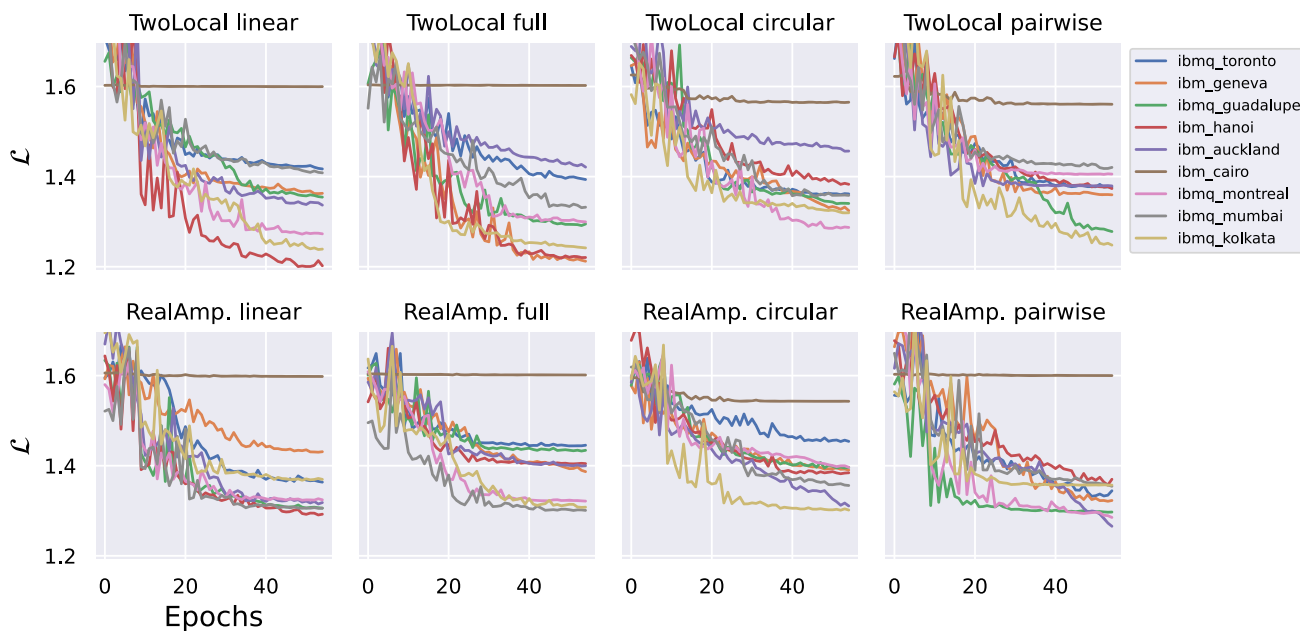 TwoLocal linear
TwoLocal full
TwoLocal circular
TwoLocal pairwise
ℒ
1.6
1.4
1.2
ibmq_toronto
ibm_geneva
ibmq_guadalupe
ibm_hanoi
ibm_auckland
ibm_cairo
ibmq_montreal
ibmq_mumbai
ibmq_kolkata
RealAmp. linear
RealAmp. full
RealAmp. circular
RealAmp. pairwise
ℒ
1.6
1.4
1.2
0 20 40
0 20 40
0 20 40
0 20 40
Epochs